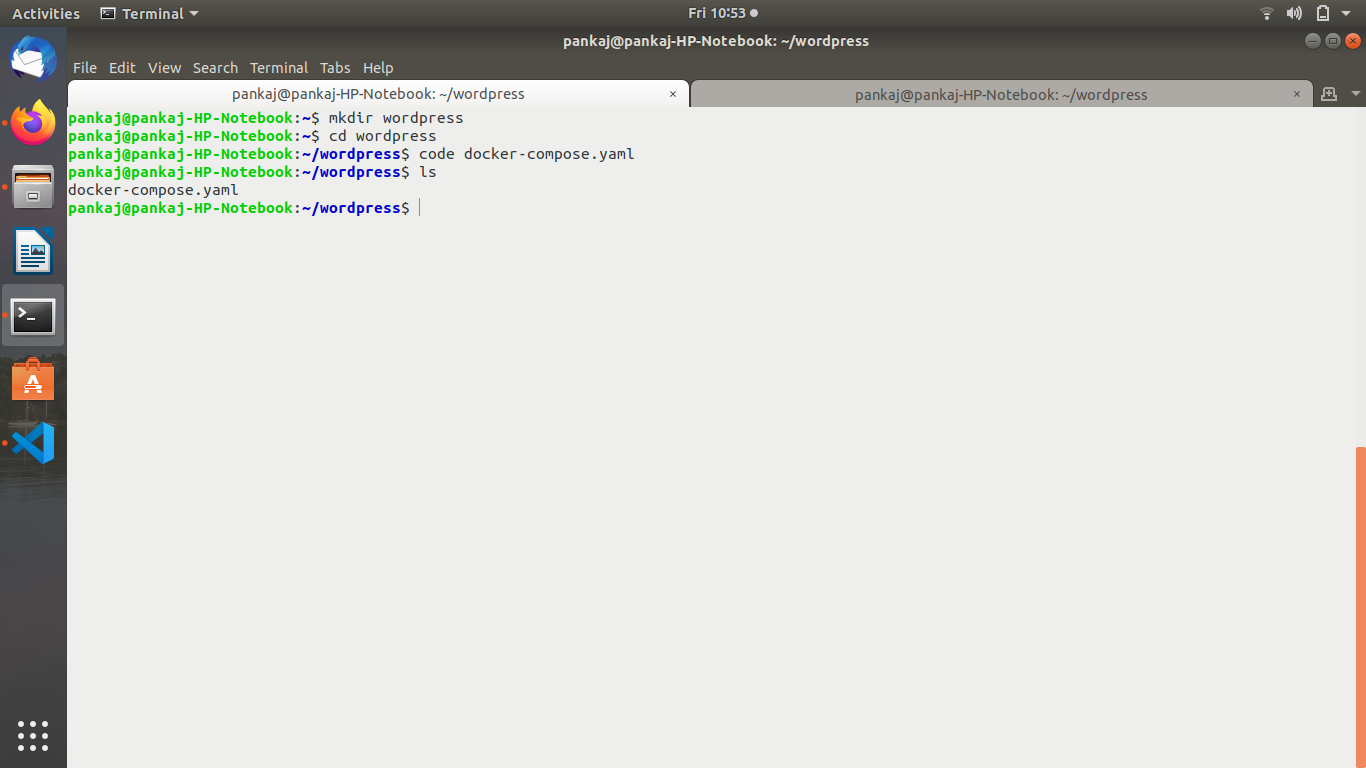 Activities Terminal Fri 10:53
pankaj@pankaj-HP-Notebook: ~/wordpress
File Edit View Search Terminal Tabs Help
pankaj@pankaj-HP-Notebook: ~/wordpress × pankaj@pankaj-HP-Notebook: ~/wordpress ×
pankaj@pankaj-HP-Notebook:~$ mkdir wordpress
pankaj@pankaj-HP-Notebook:~$ cd wordpress
pankaj@pankaj-HP-Notebook:~/wordpress$ code docker-compose.yaml
pankaj@pankaj-HP-Notebook:~/wordpress$ ls
docker-compose.yaml
pankaj@pankaj-HP-Notebook:~/wordpress$